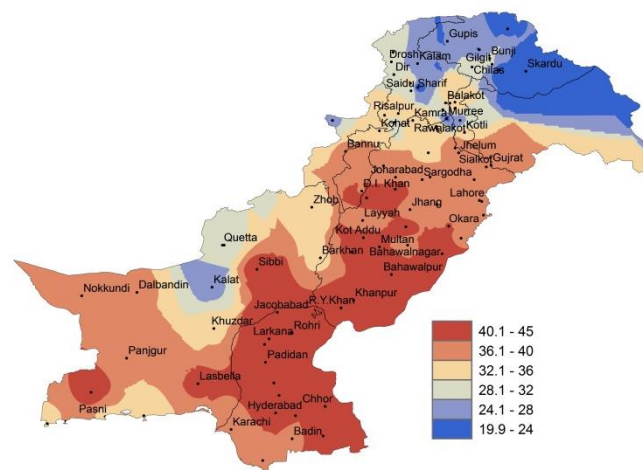 Gupis
Drosh
Kalam
Gilgit
Bunji
Dir
Chilas
Skardu
Saidu Sharif
Balakot
Risalpur
Kamra
Murree
Kohat
Rawalakot
Kotli
Bannu
Jhelum
Sialkot
Gujrat
Joharabad
Sargodha
D.I. Khan
Lahore
Zhob
Layyah
Jhang
Okara
Kot Addu
Quetta
Multan
Barkhan
Bahawalnagar
Sibbi
Bahawalpur
Dalbandin
Kalat
Nokkundi
R.Y.Khan
Khanpur
Jacobabad
Khuzdar
Larkana
Rohri
Panjgur
Padidan
Lasbella
Pasni
Hyderabad
Chhor
Karachi
Badin
40.1 - 45
36.1 - 40
32.1 - 36
28.1 - 32
24.1 - 28
19.9 - 24